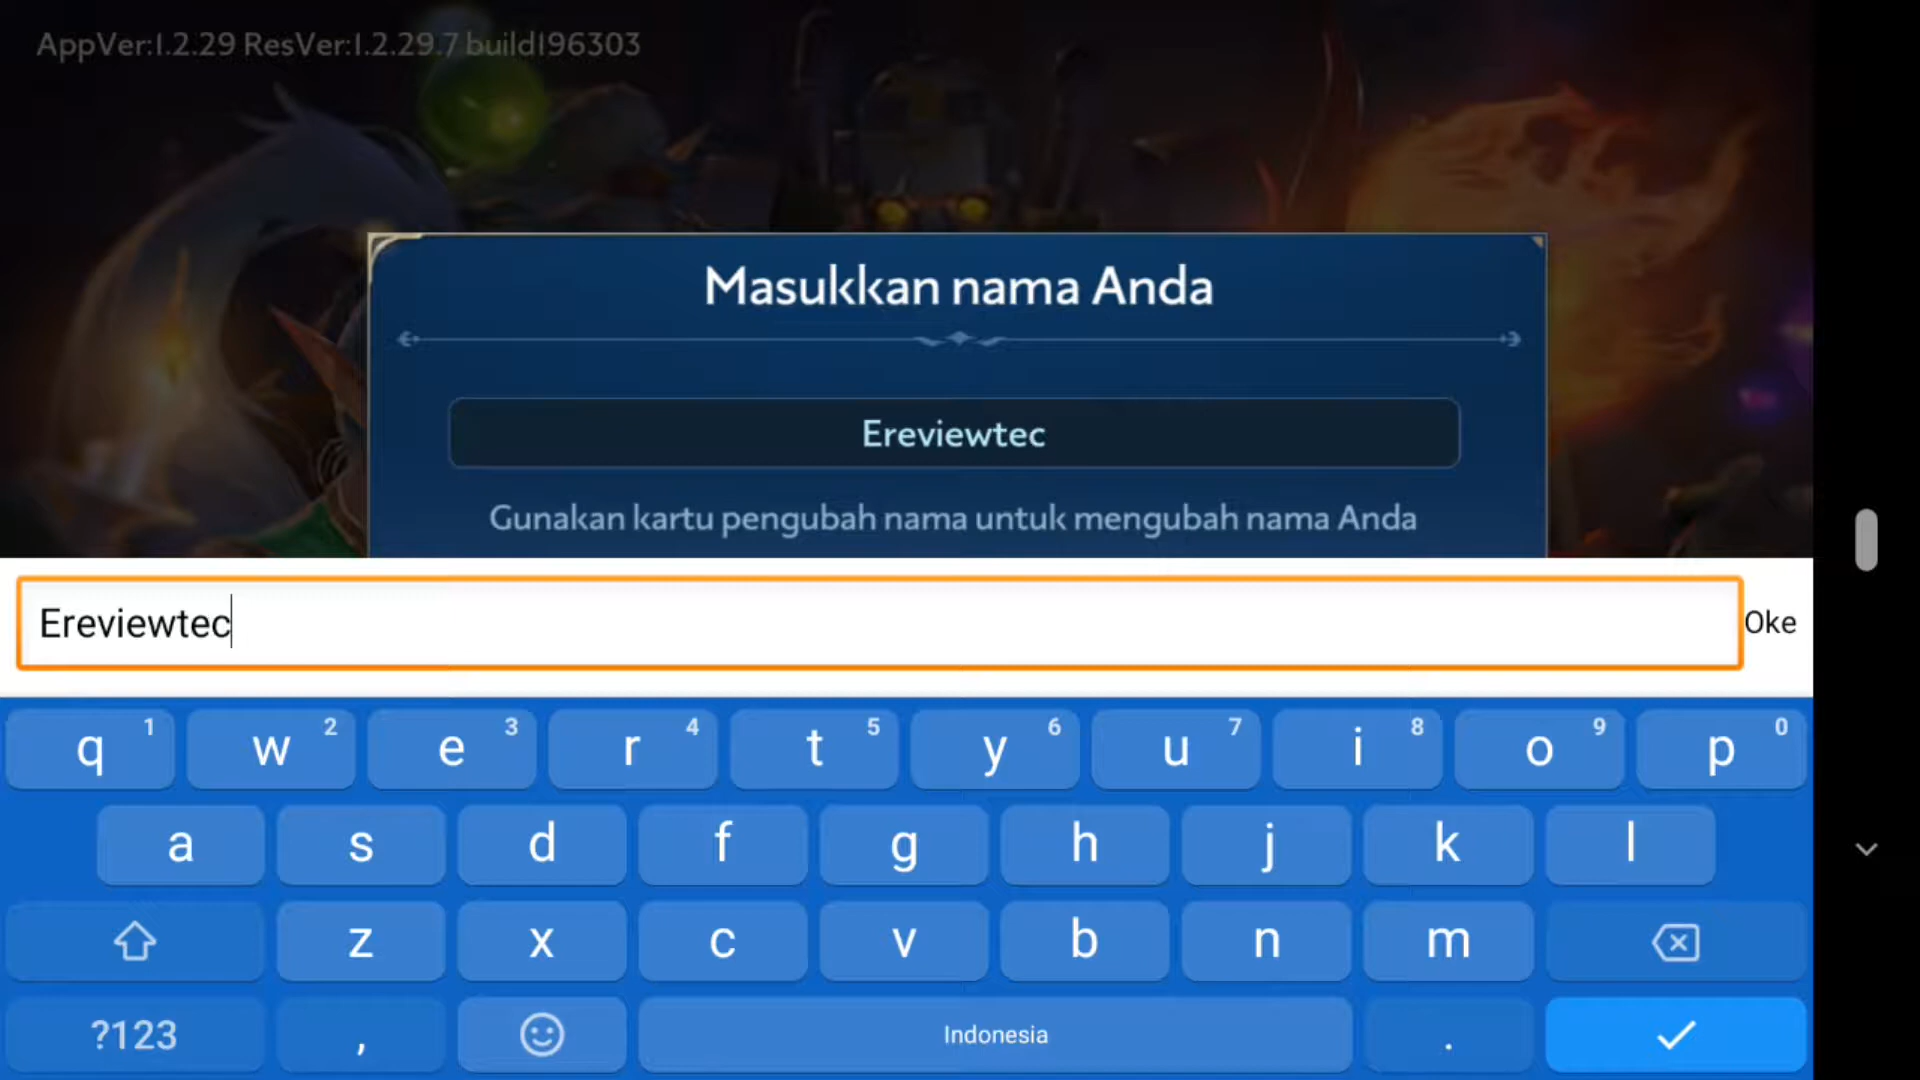 AppVer:1.2.29 ResVer:1.2.29.7 build196303
Masukkan nama Anda
Ereviewtec
Gunakan kartu pengubah nama untuk mengubah nama Anda
Ereviewtec Oke
q 1 w 2 e 3 r 4 t 5 y 6 u 7 i 8 o 9 p 0
a s d f g h j k l
z x c v b n m
?123 , Indonesia .